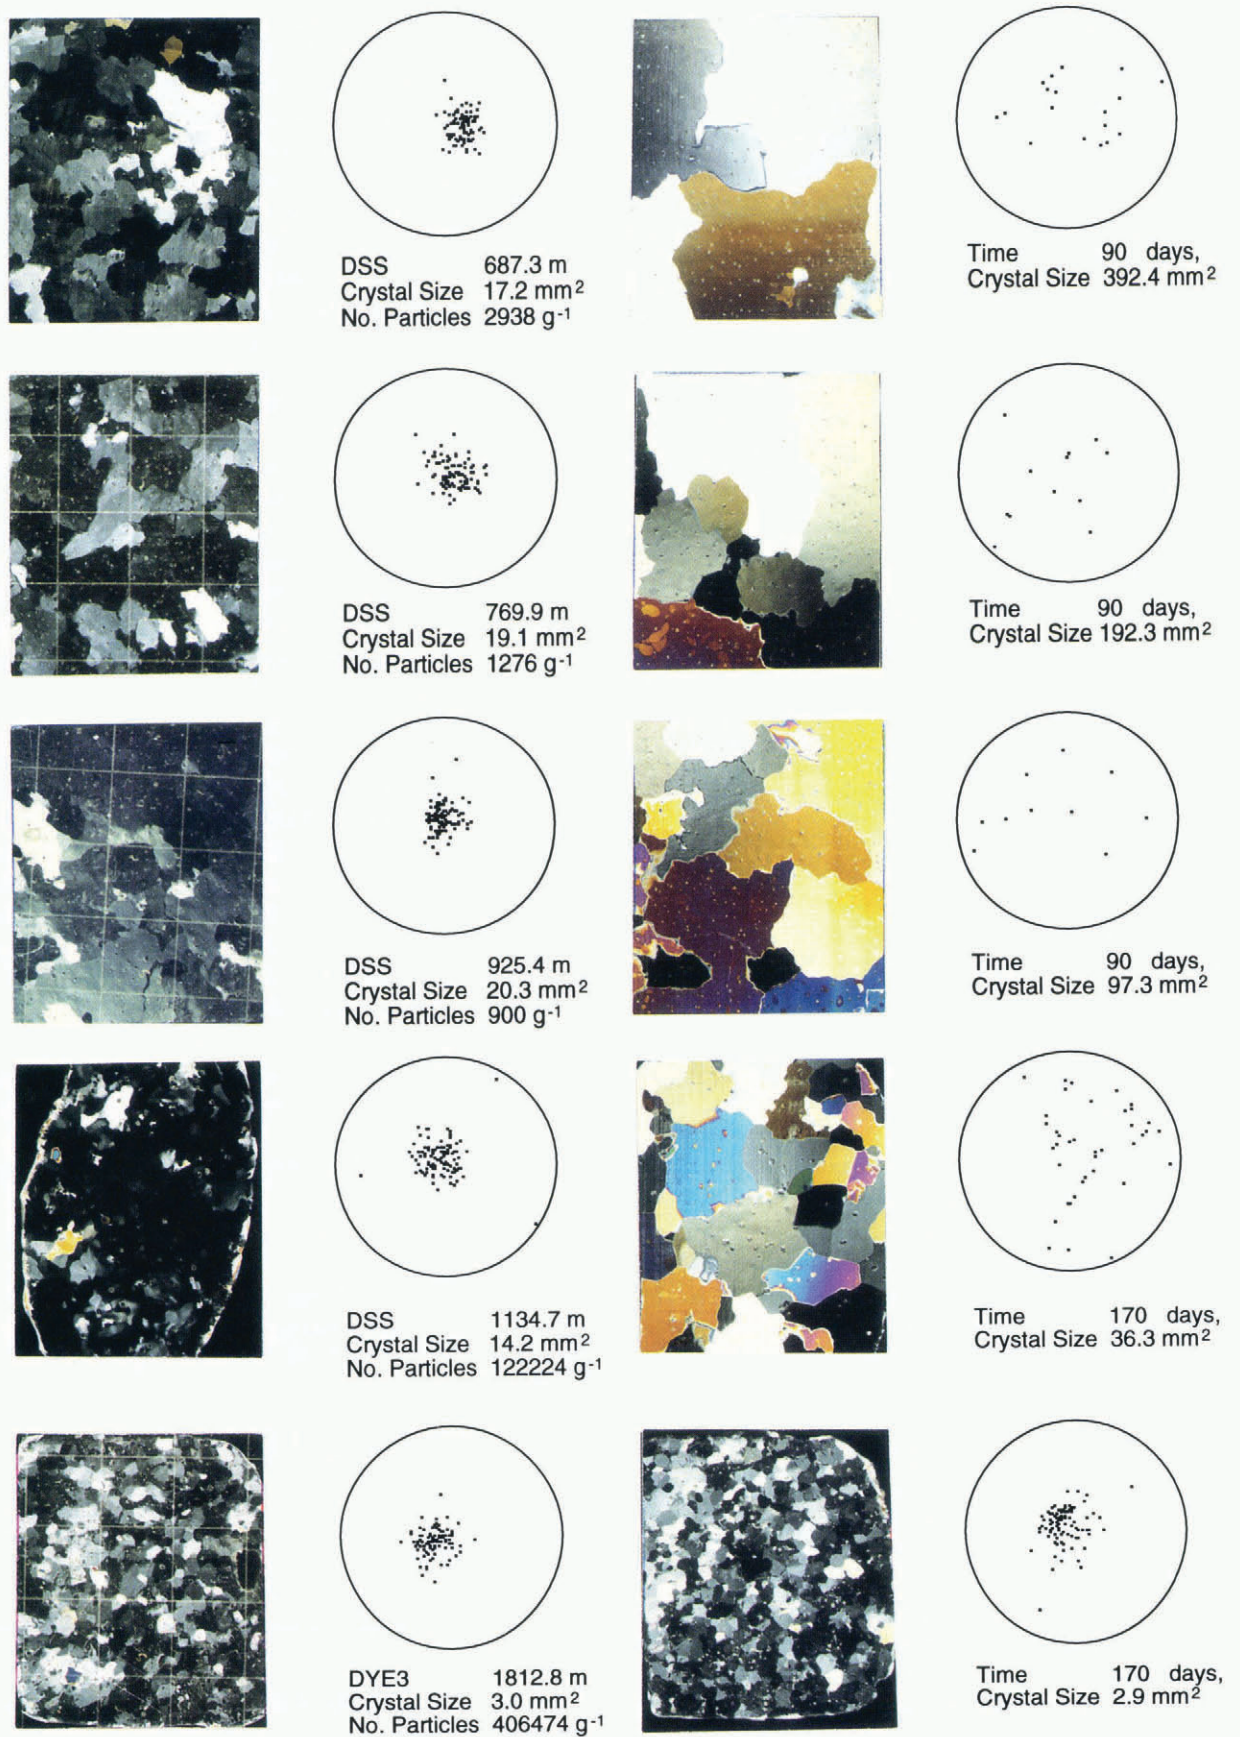 DSS 687.3 m
Crystal Size 17.2 mm²
No. Particles 2938 g⁻¹
Time 90 days,
Crystal Size 392.4 mm²
DSS 769.9 m
Crystal Size 19.1 mm²
No. Particles 1276 g⁻¹
Time 90 days,
Crystal Size 192.3 mm²
DSS 925.4 m
Crystal Size 20.3 mm²
No. Particles 900 g⁻¹
Time 90 days,
Crystal Size 97.3 mm²
DSS 1134.7 m
Crystal Size 14.2 mm²
No. Particles 122224 g⁻¹
Time 170 days,
Crystal Size 36.3 mm²
DYE3 1812.8 m
Crystal Size 3.0 mm²
No. Particles 406474 g⁻¹
Time 170 days,
Crystal Size 2.9 mm²